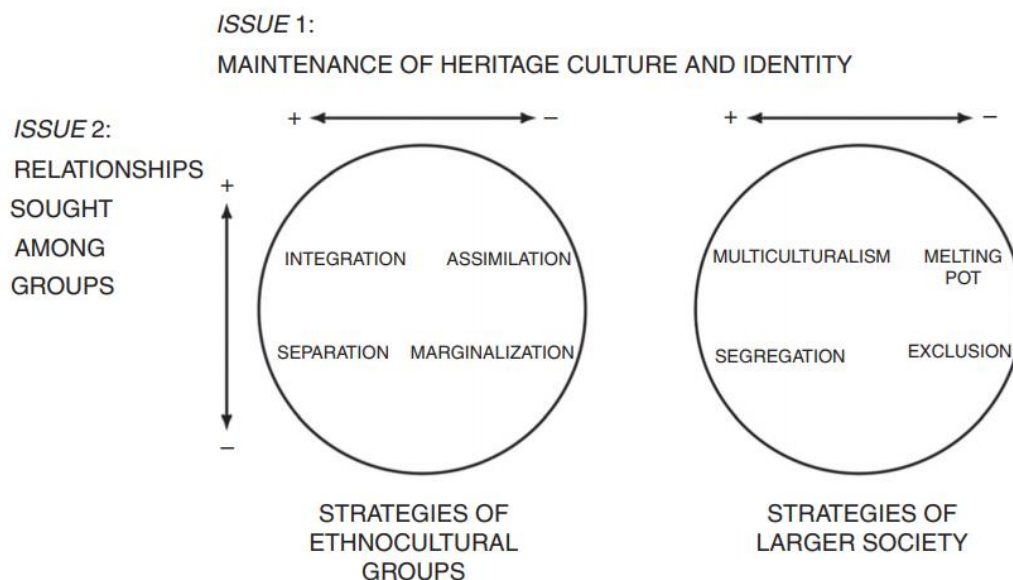 ISSUE 1:
MAINTENANCE OF HERITAGE CULTURE AND IDENTITY
ISSUE 2:
RELATIONSHIPS
SOUGHT
AMONG
GROUPS
+ −
+ −
+
−
INTEGRATION ASSIMILATION
SEPARATION MARGINALIZATION
MULTICULTURALISM MELTING
POT
SEGREGATION EXCLUSION
STRATEGIES OF
ETHNOCULTURAL
GROUPS
STRATEGIES OF
LARGER SOCIETY